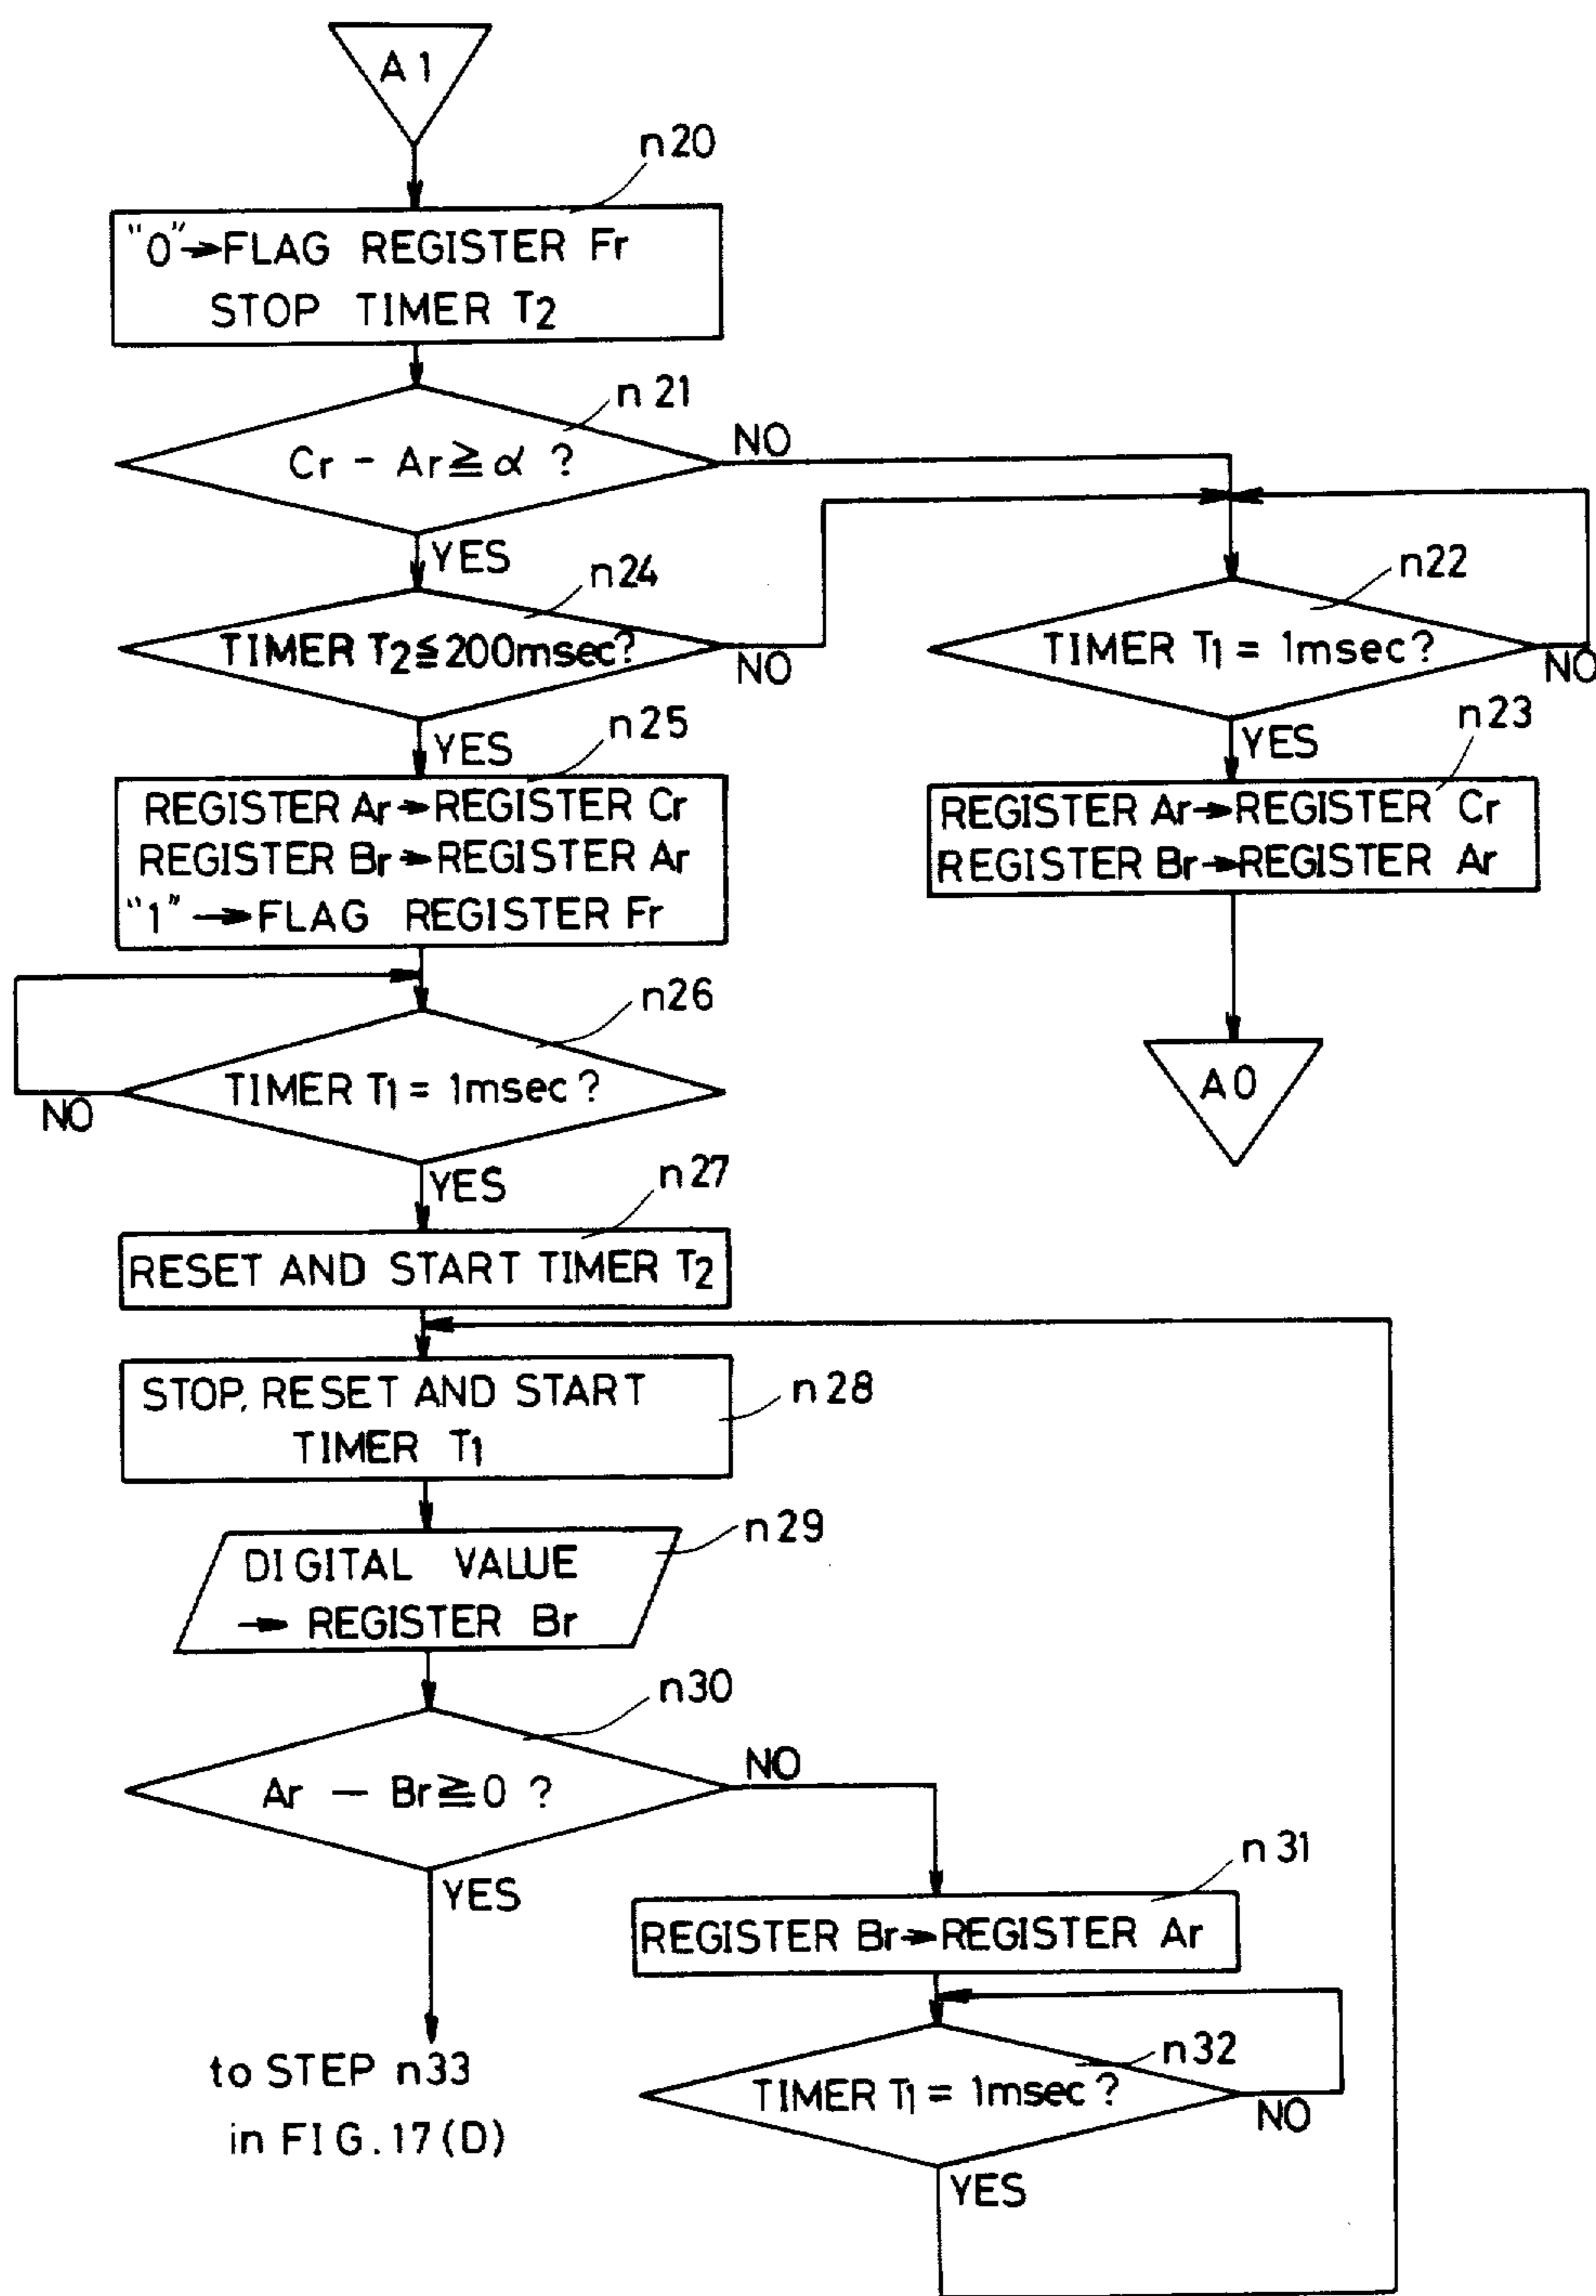 A1
n20
"0"→FLAG REGISTER Fr
STOP TIMER T2
n21
Cr - Ar ≧ α ?
NO
YES
n24
TIMER T2 ≦ 200msec?
NO
n22
TIMER T1 = 1msec?
NO
YES
n25
REGISTER Ar→REGISTER Cr
REGISTER Br→REGISTER Ar
"1"→FLAG REGISTER Fr
YES
n23
REGISTER Ar→REGISTER Cr
REGISTER Br→REGISTER Ar
A0
n26
TIMER T1 = 1msec?
NO
YES
n27
RESET AND START TIMER T2
n28
STOP, RESET AND START
TIMER T1
n29
DIGITAL VALUE
→ REGISTER Br
n30
Ar - Br ≧ 0 ?
NO
YES
n31
REGISTER Br→REGISTER Ar
n32
TIMER T1 = 1msec?
NO
YES
to STEP n33
in FIG.17(D)